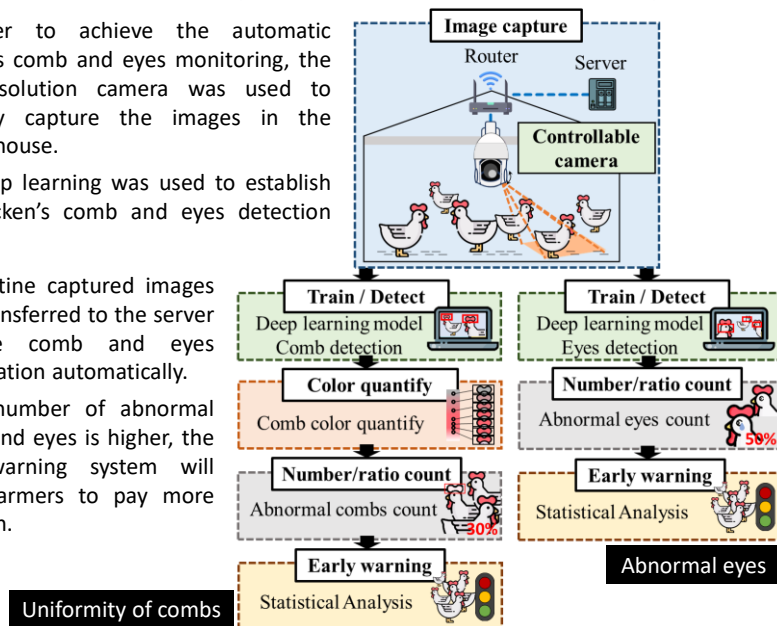 er to achieve the automatic
s comb and eyes monitoring, the
solution camera was used to
y capture the images in the
house.
p learning was used to establish
cken's comb and eyes detection
tine captured images
nsferred to the server
e comb and eyes
ation automatically.
number of abnormal
nd eyes is higher, the
warning system will
armers to pay more
n.
Image capture
Router
Server
Controllable
camera
Train / Detect
Deep learning model
Comb detection
Color quantify
Comb color quantify
Number/ratio count
Abnormal combs count
30%
Early warning
Statistical Analysis
Uniformity of combs
Train / Detect
Deep learning model
Eyes detection
Number/ratio count
Abnormal eyes count
50%
Early warning
Statistical Analysis
Abnormal eyes